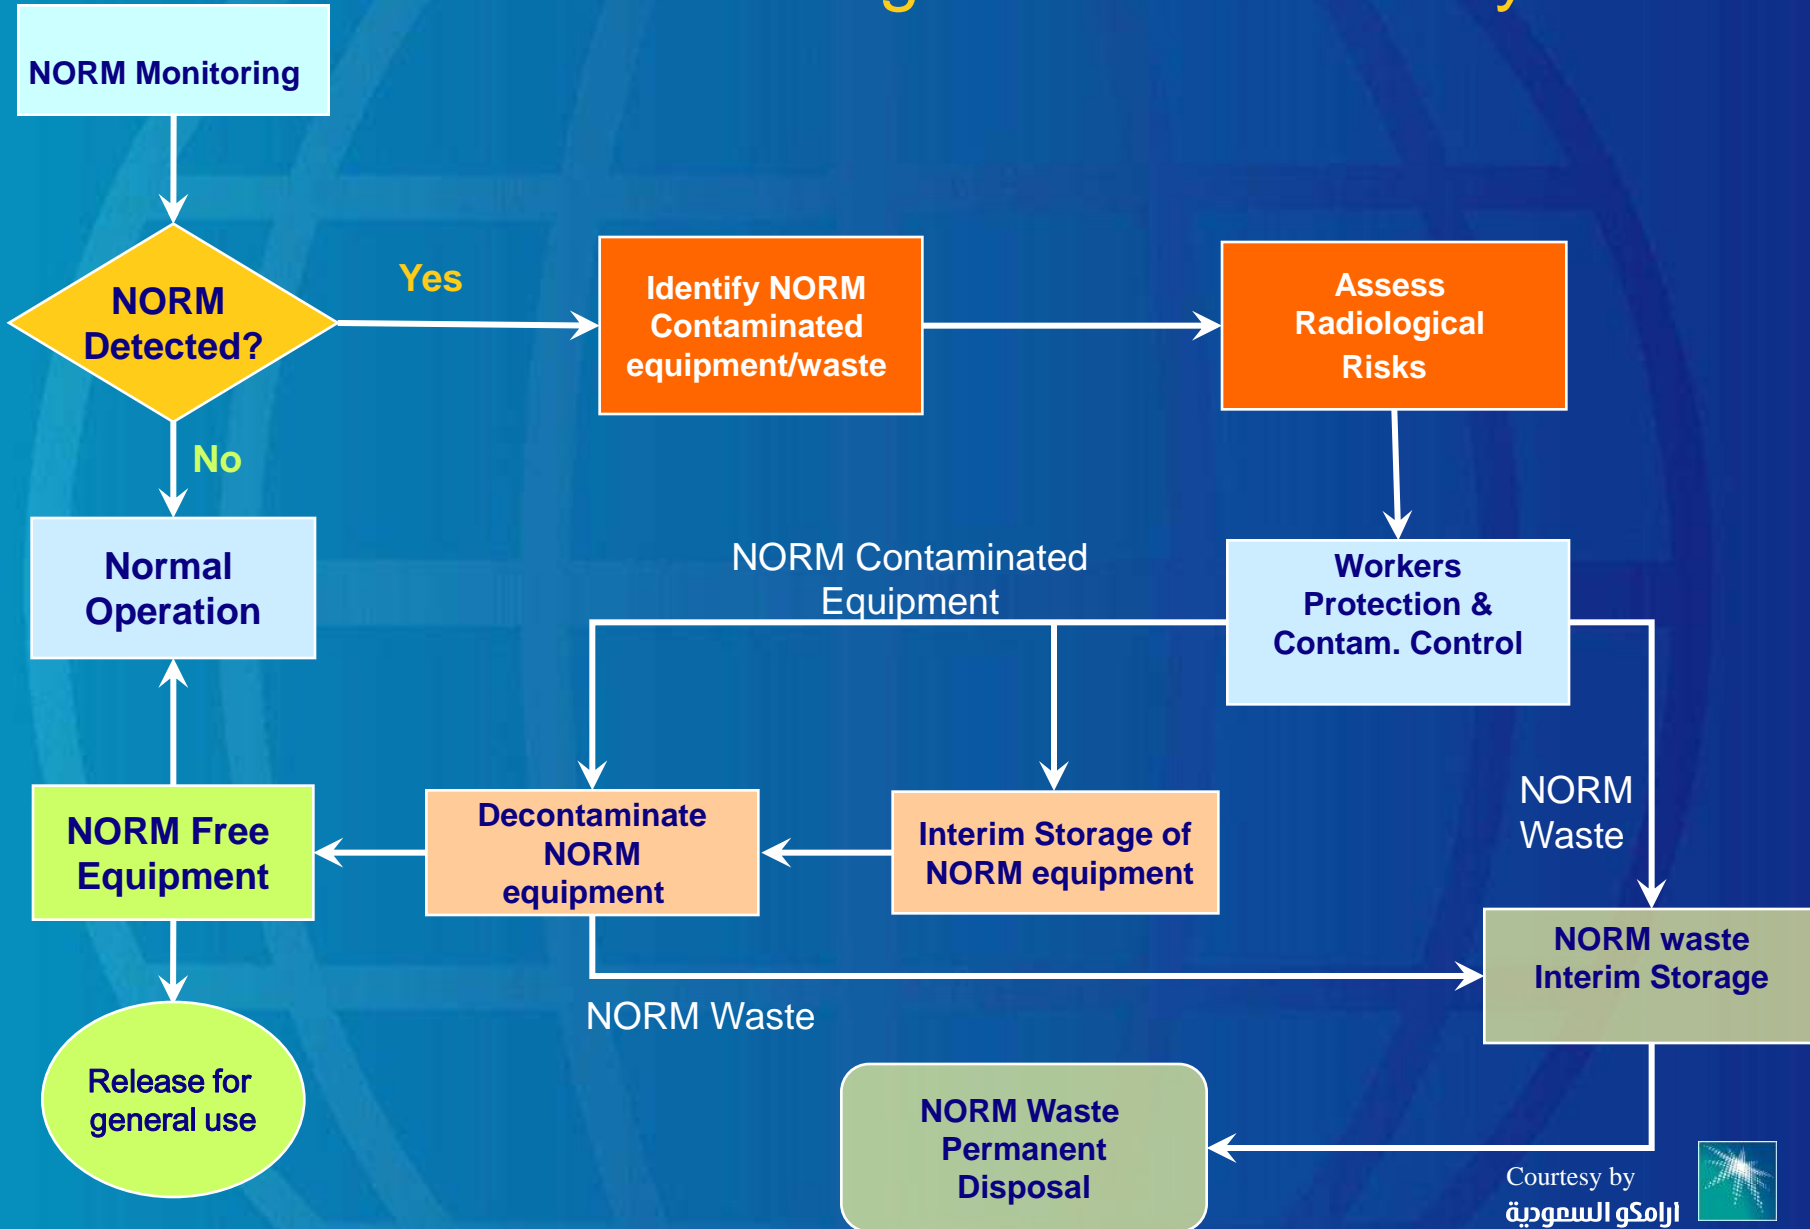 NORM Monitoring
NORM
Detected?
Yes
No
Identify NORM
Contaminated
equipment/waste
Assess
Radiological
Risks
Normal
Operation
NORM Contaminated
Equipment
Workers
Protection &
Contam. Control
NORM
Waste
NORM Free
Equipment
Decontaminate
NORM
equipment
Interim Storage of
NORM equipment
NORM waste
Interim Storage
NORM Waste
Release for
general use
NORM Waste
Permanent
Disposal
Courtesy by
ارامكو السعودية